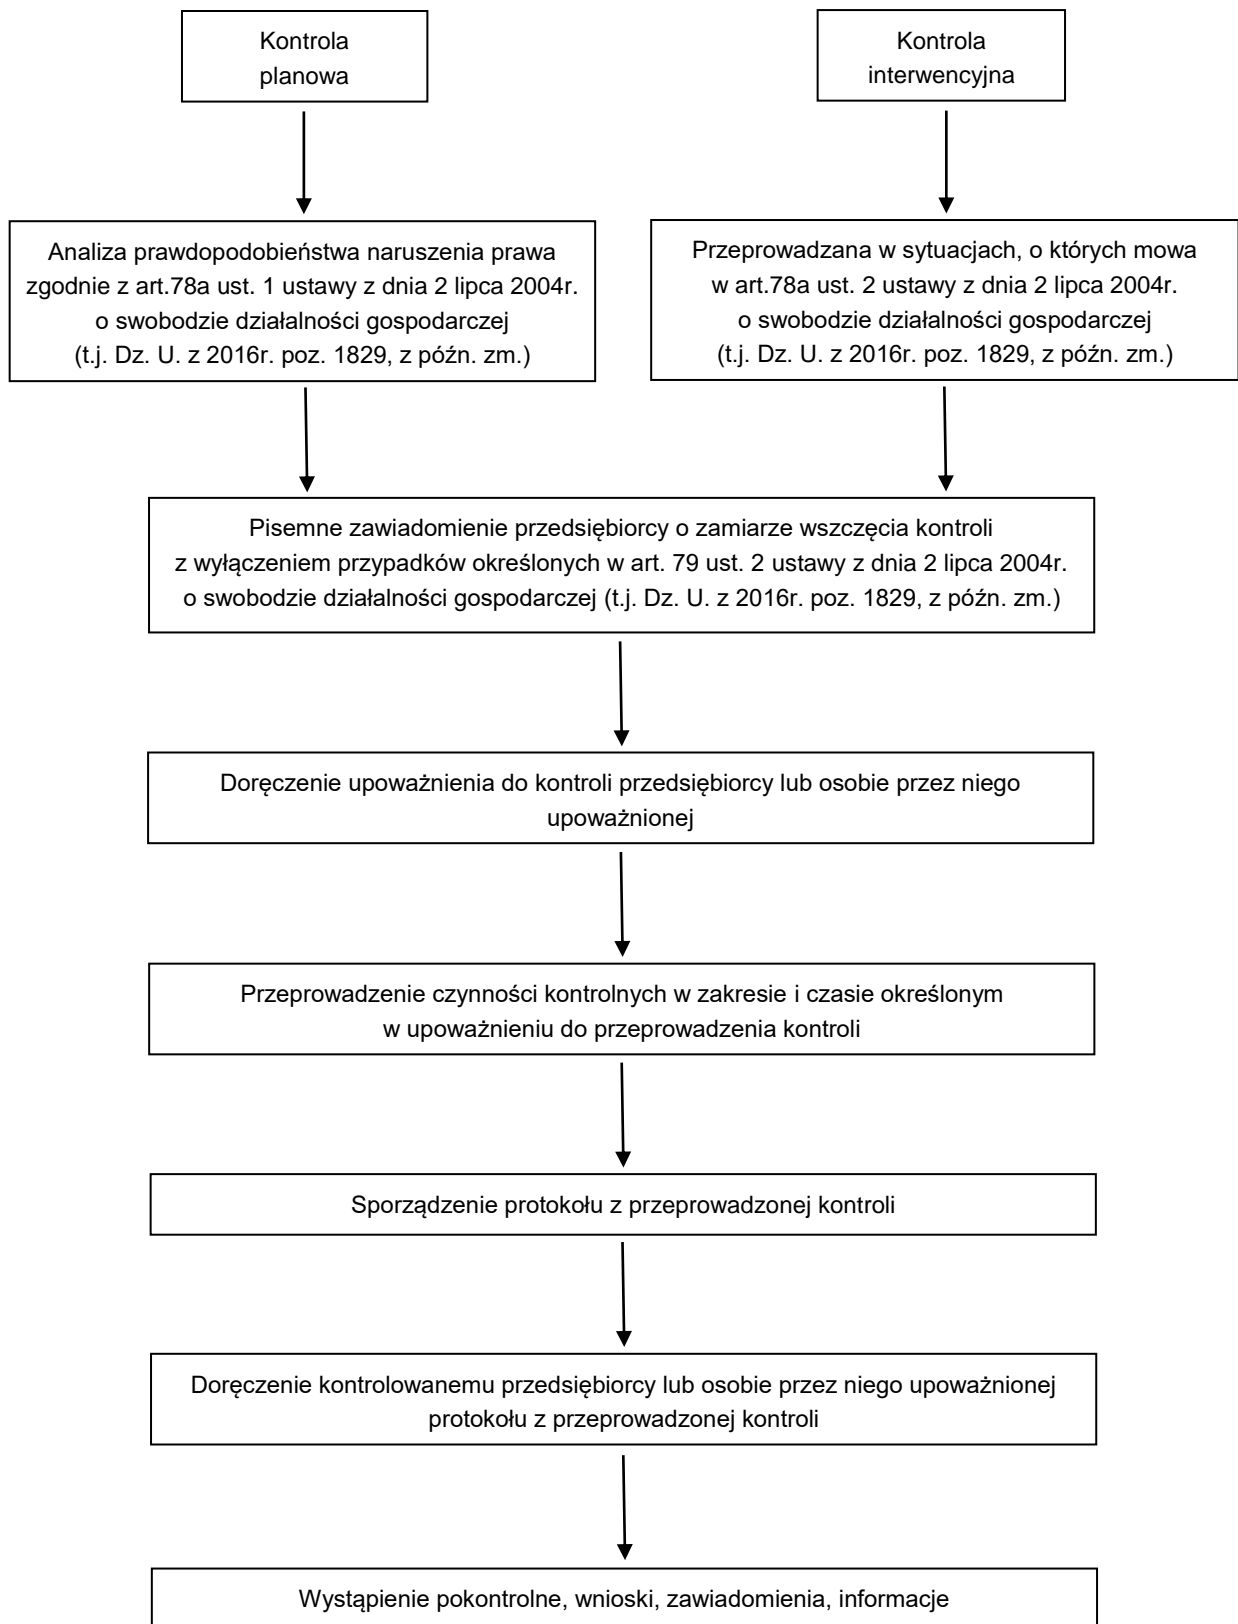 Kontrola
planowa
Kontrola
interwencyjna
Analiza prawdopodobieństwa naruszenia prawa
zgodnie z art.78a ust. 1 ustawy z dnia 2 lipca 2004r.
o swobodzie działalności gospodarczej
(t.j. Dz. U. z 2016r. poz. 1829, z późn. zm.)
Przeprowadzana w sytuacjach, o których mowa
w art.78a ust. 2 ustawy z dnia 2 lipca 2004r.
o swobodzie działalności gospodarczej
(t.j. Dz. U. z 2016r. poz. 1829, z późn. zm.)
Pisemne zawiadomienie przedsiębiorcy o zamiarze wszczęcia kontroli
z wyłączeniem przypadków określonych w art. 79 ust. 2 ustawy z dnia 2 lipca 2004r.
o swobodzie działalności gospodarczej (t.j. Dz. U. z 2016r. poz. 1829, z późn. zm.)
Doręczenie upoważnienia do kontroli przedsiębiorcy lub osobie przez niego
upoważnionej
Przeprowadzenie czynności kontrolnych w zakresie i czasie określonym
w upoważnieniu do przeprowadzenia kontroli
Sporządzenie protokołu z przeprowadzonej kontroli
Doręczenie kontrolowanemu przedsiębiorcy lub osobie przez niego upoważnionej
protokołu z przeprowadzonej kontroli
Wystąpienie pokontrolne, wnioski, zawiadomienia, informacje